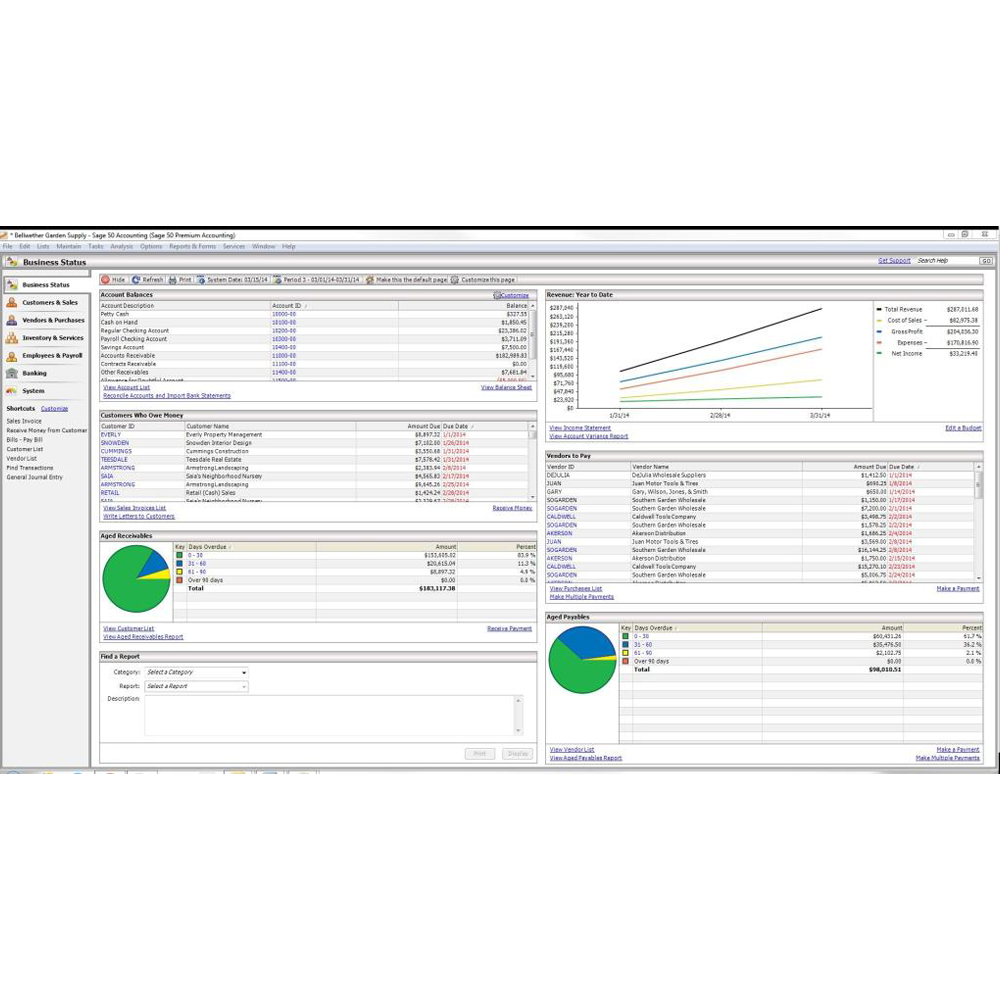 * Bellwether Garden Supply - Sage 50 Accounting (Sage 50 Premium Accounting)
File Edit Lists Maintain Tasks Analysis Options Reports & Forms Services Window Help
Business Status Get Support Search Help GO
Business Status
Customers & Sales
Vendors & Purchases
Inventory & Services
Employees & Payroll
Banking
System
Shortcuts Customize
Sales Invoice
Receive Money from Customer
Bills - Pay Bill
Customer List
Vendor List
Find Transactions
General Journal Entry
Hide Refresh Print System Date: 03/15/14 Period 3 - 03/01/14-03/31/14 Make this the default page Customize this page
Account Balances Customize
Account Description Account ID / Balance
Petty Cash 10000-00 $327.55
Cash on Hand 10100-00 $1,850.45
Regular Checking Account 10200-00
Payroll Checking Account 10300-00 $3,711.09
Savings Account 10400-00 $7,500.00
Accounts Receivable 11000-00
Contracts Receivable 11100-00 $0.00
Other Receivables 11400-00 $7,681.84
Allowance for Doubtful Account 11500-00
View Account List View Balance Sheet
Reconcile Accounts and Import Bank Statements
Customers Who Owe Money
Customer ID Customer Name Amount Due Due Date /
EVERLY Everly Property Management $8,897.32 1/1/2014
SNOWDEN Snowden Interior Design $7,102.00 1/26/2014
CUMMINGS Cummings Construction $3,550.68 1/31/2014
TEESDALE Teesdale Real Estate $7,576.42 1/31/2014
ARMSTRONG Armstrong Landscaping $2,383.94 2/8/2014
SAIA Saia's Neighborhood Nursery $4,565.83 2/17/2014
ARMSTRONG Armstrong Landscaping $9,645.26 2/25/2014
RETAIL Retail (Cash) Sales $1,424.24 2/28/2014
SAIA Saia's Neighborhood Nursery
View Sales Invoices List Receive Money
Write Letters to Customers
Aged Receivables
Key Days Overdue / Amount Percent
0 - 30 $153,605.02 83.9 %
31 - 60 $20,615.04 11.3 %
61 - 90 $8,897.32 4.9 %
Over 90 days $0.00 0.0 %
Total $183,117.38
View Customer List Receive Payment
View Aged Receivables Report
Find a Report
Category: Select a Category
Report: Select a Report
Description:
Print Display
Revenue: Year to Date
$287,040
$263,120
$239,200
$215,280
$191,360
$167,440
$143,520
$119,600
$95,680
$71,760
$47,840
$23,920
$0
1/31/14 2/28/14 3/31/14
Total Revenue $287,011.68
Cost of Sales - $82,975.38
Gross Profit $204,036.30
Expenses - $170,816.90
Net Income $33,219.40
View Income Statement Edit a Budget
View Account Variance Report
Vendors to Pay
Vendor ID Vendor Name Amount Due Due Date /
DEJULIA DeJulia Wholesale Suppliers $1,412.50 1/1/2014
JUAN Juan Motor Tools & Tires 1/8/2014
GARY Gary, Wilson, Jones, & Smith $650.00 1/14/2014
SOGARDEN Southern Garden Wholesale $1,150.00 1/17/2014
SOGARDEN Southern Garden Wholesale $7,200.00 2/1/2014
CALDWELL Caldwell Tools Company $3,498.75 2/2/2014
SOGARDEN Southern Garden Wholesale $1,578.25 2/2/2014
AKERSON Akerson Distribution $1,686.25 2/4/2014
JUAN Juan Motor Tools & Tires $3,569.00 2/8/2014
SOGARDEN Southern Garden Wholesale $16,144.25 2/8/2014
AKERSON Akerson Distribution $1,750.00 2/15/2014
CALDWELL Caldwell Tools Company $15,270.10 2/23/2014
SOGARDEN Southern Garden Wholesale $5,006.75 2/24/2014
View Purchases List Make a Payment
Make Multiple Payments
Aged Payables
Key Days Overdue / Amount Percent
0 - 30 $60,431.26 61.7 %
31 - 60 $35,476.50 36.2 %
61 - 90 $2,102.75 2.1 %
Over 90 days $0.00 0.0 %
Total $98,010.51
View Vendor List Make a Payment
View Aged Payables Report Make Multiple Payments